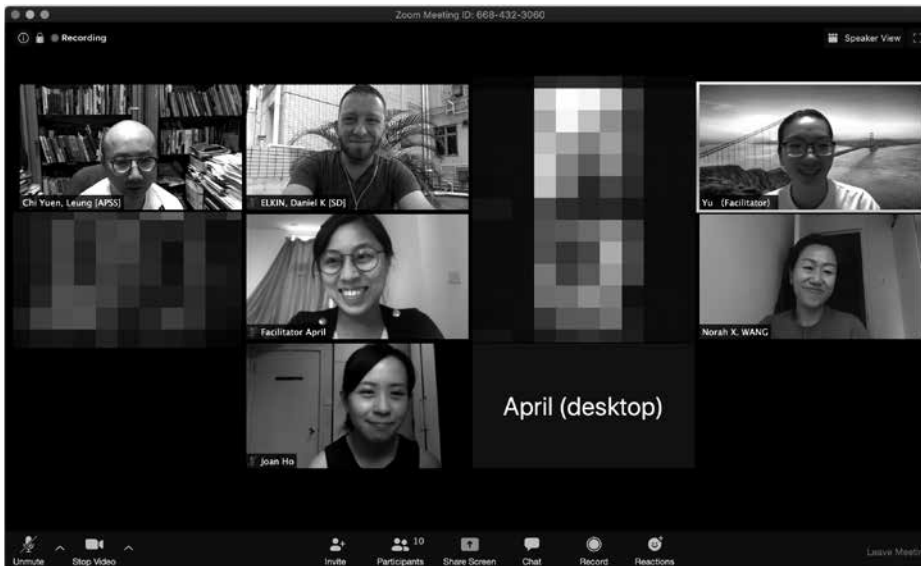 Zoom Meeting ID: 668-432-3060
Recording
Speaker View
Chi Yuen, Leung [APSS]
ELKIN, Daniel K [SD]
Yu (Facilitator)
Facilitator April
Norah X. WANG
Joan Ho
April (desktop)
Unmute
Stop Video
Invite
Participants
10
Share Screen
Chat
Record
Reactions
Leave Meeti